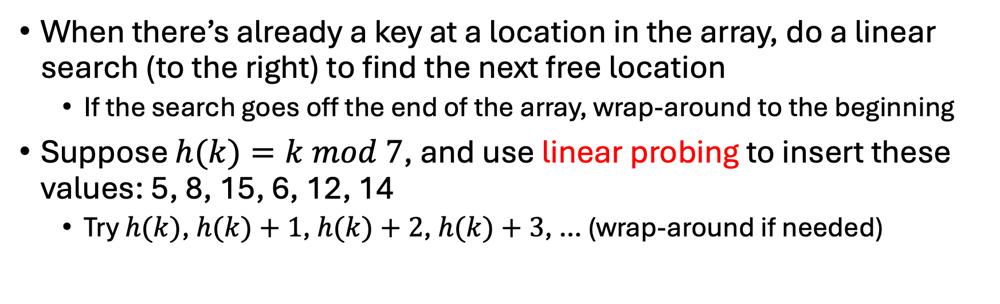 • When there’s already a key at a location in the array, do a linear
search (to the right) to find the next free location
• If the search goes off the end of the array, wrap-around to the beginning
• Suppose h(k) = k mod 7, and use linear probing to insert these
values: 5, 8, 15, 6, 12, 14
• Try h(k), h(k) + 1, h(k) + 2, h(k) + 3, … (wrap-around if needed)